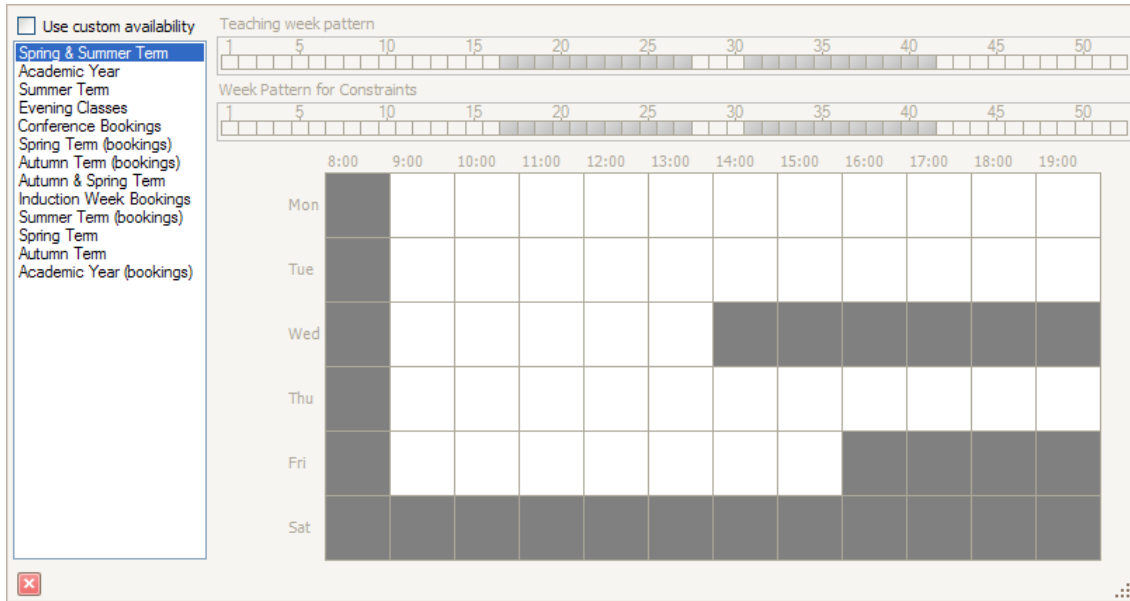 Use custom availability
Teaching week pattern
1 5 10 15 20 25 30 35 40 45 50
Spring & Summer Term
Academic Year
Summer Term
Evening Classes
Conference Bookings
Spring Term (bookings)
Autumn Term (bookings)
Autumn & Spring Term
Induction Week Bookings
Summer Term (bookings)
Spring Term
Autumn Term
Academic Year (bookings)
Week Pattern for Constraints
1 5 10 15 20 25 30 35 40 45 50
8:00 9:00 10:00 11:00 12:00 13:00 14:00 15:00 16:00 17:00 18:00 19:00
Mon
Tue
Wed
Thu
Fri
Sat